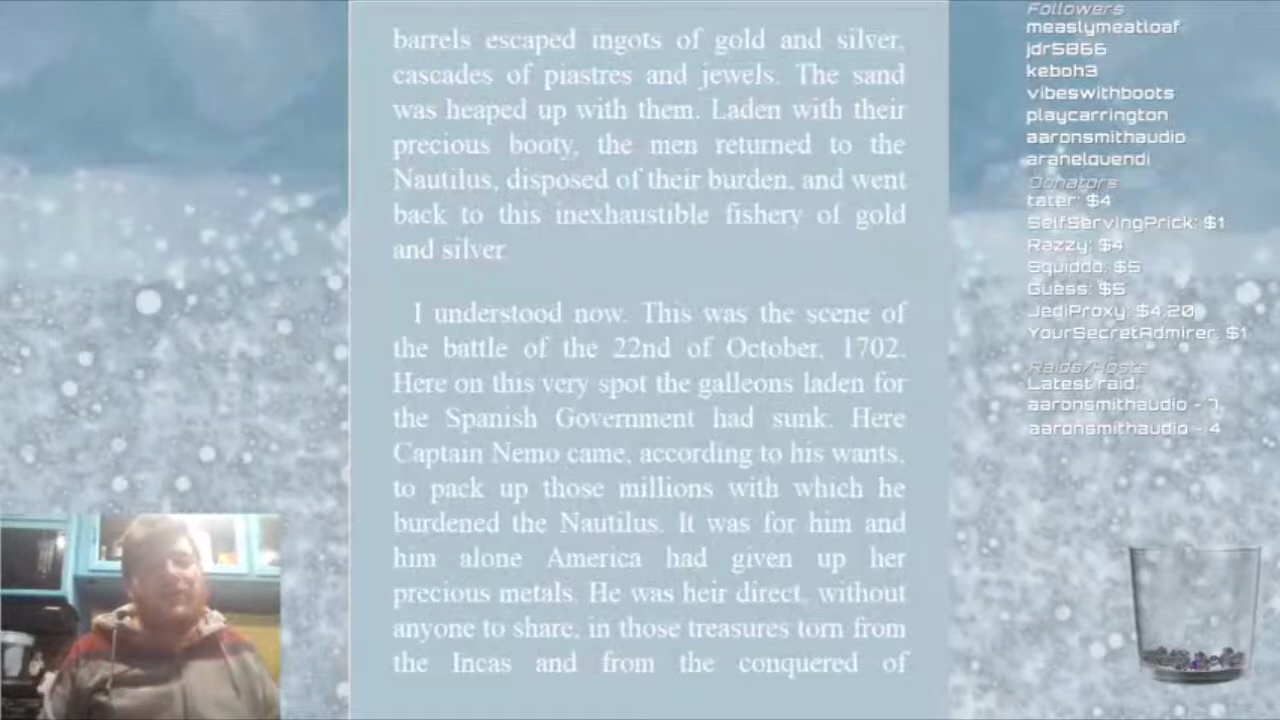 barrels escaped ingots of gold and silver,
cascades of piastres and jewels. The sand
was heaped up with them. Laden with their
precious booty, the men returned to the
Nautilus, disposed of their burden, and went
back to this inexhaustible fishery of gold
and silver.
I understood now. This was the scene of
the battle of the 22nd of October, 1702.
Here on this very spot the galleons laden for
the Spanish Government had sunk. Here
Captain Nemo came, according to his wants,
to pack up those millions with which he
burdened the Nautilus. It was for him and
him alone America had given up her
precious metals. He was heir direct, without
anyone to share, in those treasures torn from
the Incas and from the conquered of
Followers
measlymeatloaf
jdr5866
keboh3
vibeswithboots
playcarrington
aaronsmithaudio
aranelovendi
Donators
tater: $4
SelfServingPrick: $1
Razzy: $4
Squiddo: $5
Guess: $5
JediProxy: $4.20
YourSecretAdmirer: $1
Raids/Hosts
Latest raid:
aaronsmithaudio - 7
aaronsmithaudio - 4